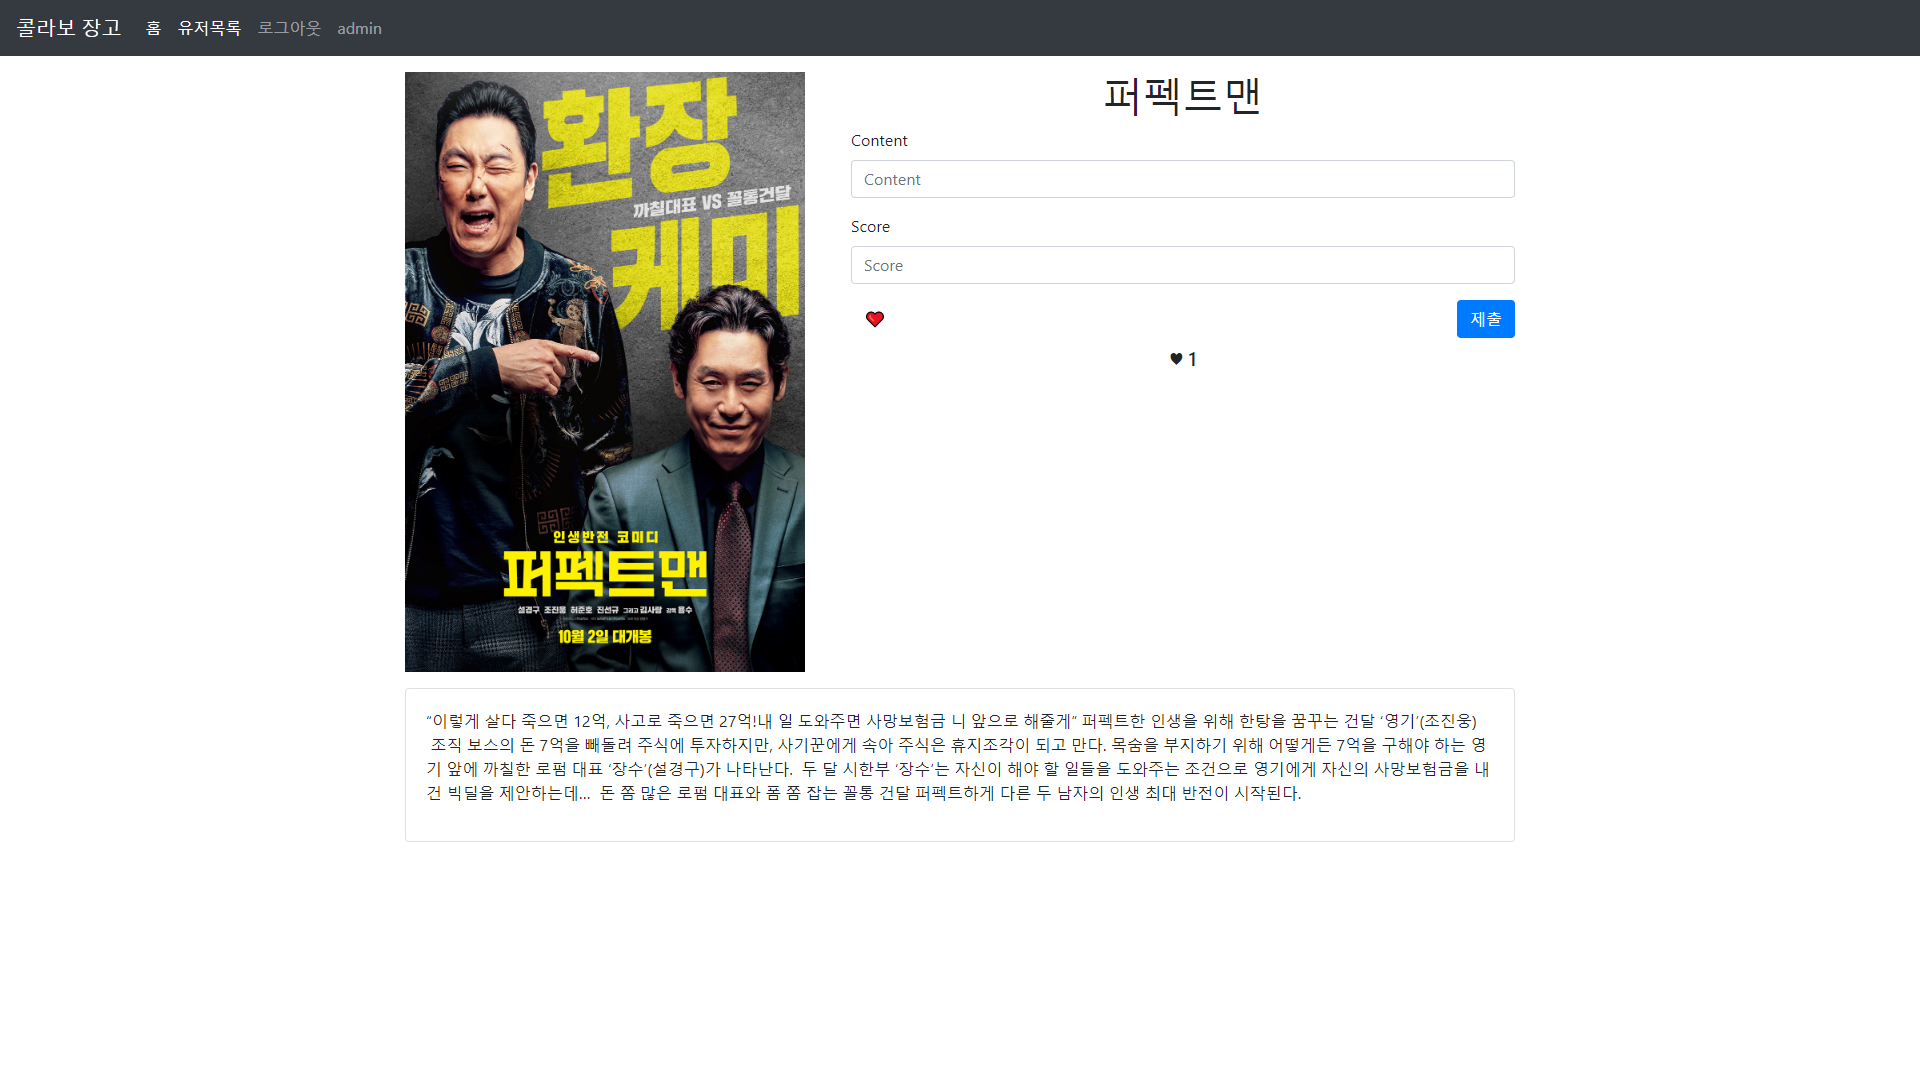 콜라보 장고 홈 유저목록 로그아웃 admin
환장
까칠대표 VS 꼴통건달
케미
인생반전 코미디
퍼펙트맨
설경구 조진웅 허준호 진선규 그리고 김사랑 감독 용수
10월 2일 대개봉
퍼펙트맨
Content
Content
Score
Score
제출
♥ 1
“이렇게 살다 죽으면 12억, 사고로 죽으면 27억!내 일 도와주면 사망보험금 니 앞으로 해줄게” 퍼펙트한 인생을 위해 한탕을 꿈꾸는 건달 ‘영기’(조진웅)
조직 보스의 돈 7억을 빼돌려 주식에 투자하지만, 사기꾼에게 속아 주식은 휴지조각이 되고 만다. 목숨을 부지하기 위해 어떻게든 7억을 구해야 하는 영
기 앞에 까칠한 로펌 대표 ‘장수’(설경구)가 나타난다. 두 달 시한부 ‘장수’는 자신이 해야 할 일들을 도와주는 조건으로 영기에게 자신의 사망보험금을 내
건 빅딜을 제안하는데... 돈 쫌 많은 로펌 대표와 폼 쫌 잡는 꼴통 건달 퍼펙트하게 다른 두 남자의 인생 최대 반전이 시작된다.